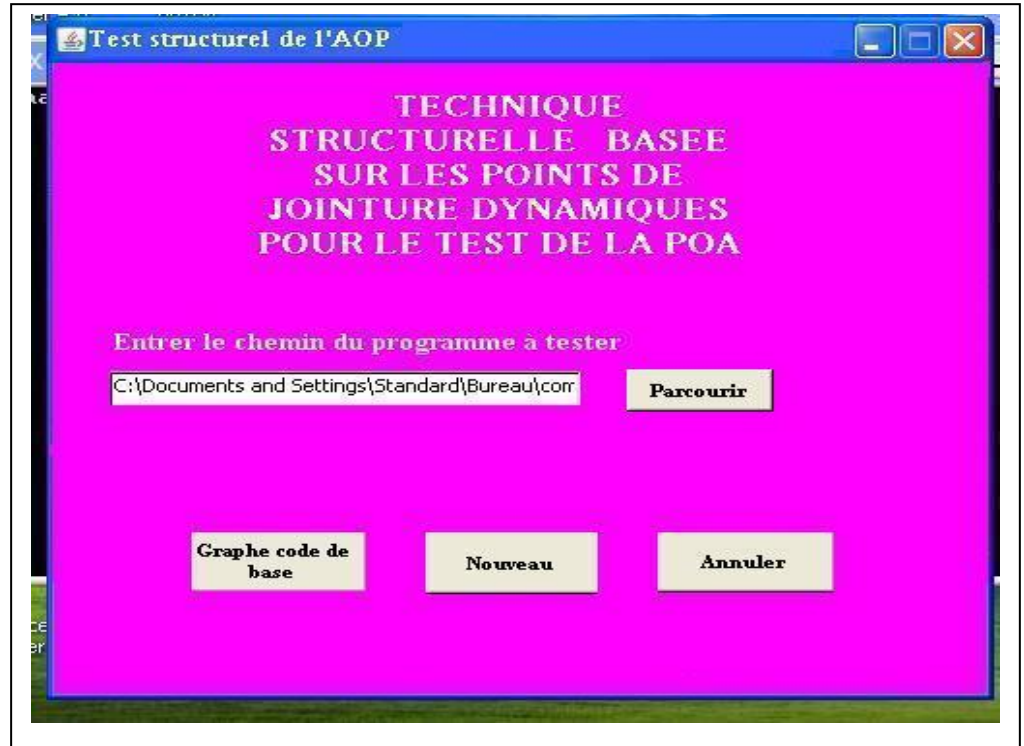 Test structurel de l'AOP
TECHNIQUE
STRUCTURELLE BASEE
SUR LES POINTS DE
JOINTURE DYNAMIQUES
POUR LE TEST DE LA POA
Entrer le chemin du programme à tester
C:\Documents and Settings\Standard\Bureau\com
Parcourir
Graphe code de
base
Nouveau
Annuler